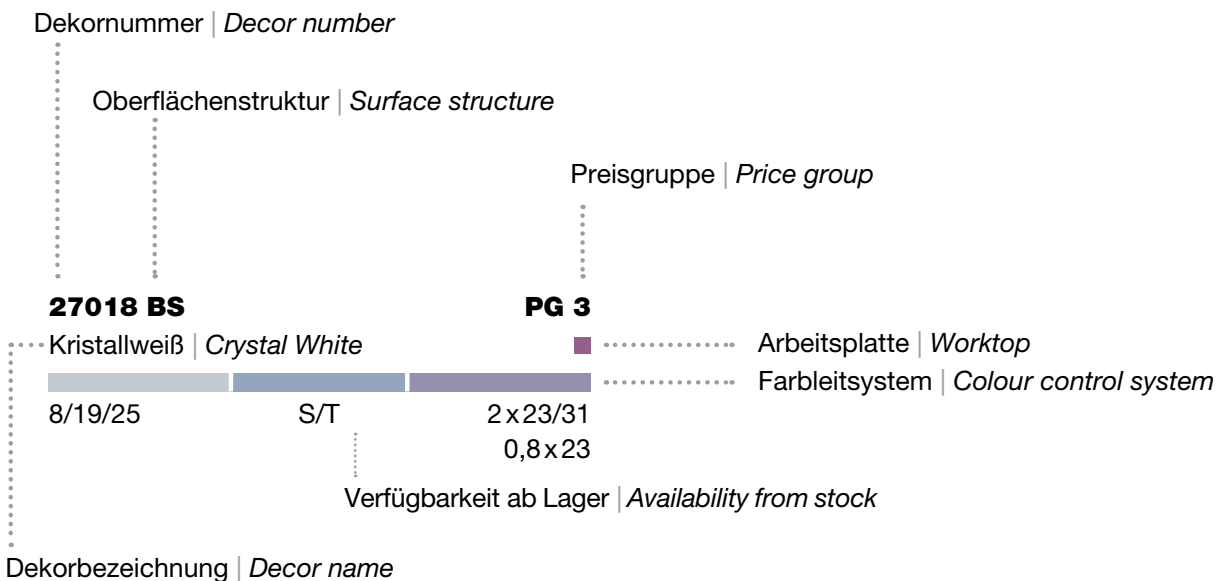 Dekornummer | Decor number
Oberflächenstruktur | Surface structure
Preisgruppe | Price group
27018 BS PG 3
Kristallweiß | Crystal White Arbeitsplatte | Worktop
Farbleitsystem | Colour control system
8/19/25 S/T 2 x 23/31
0,8 x 23
Verfügbarkeit ab Lager | Availability from stock
Dekorbezeichnung | Decor name